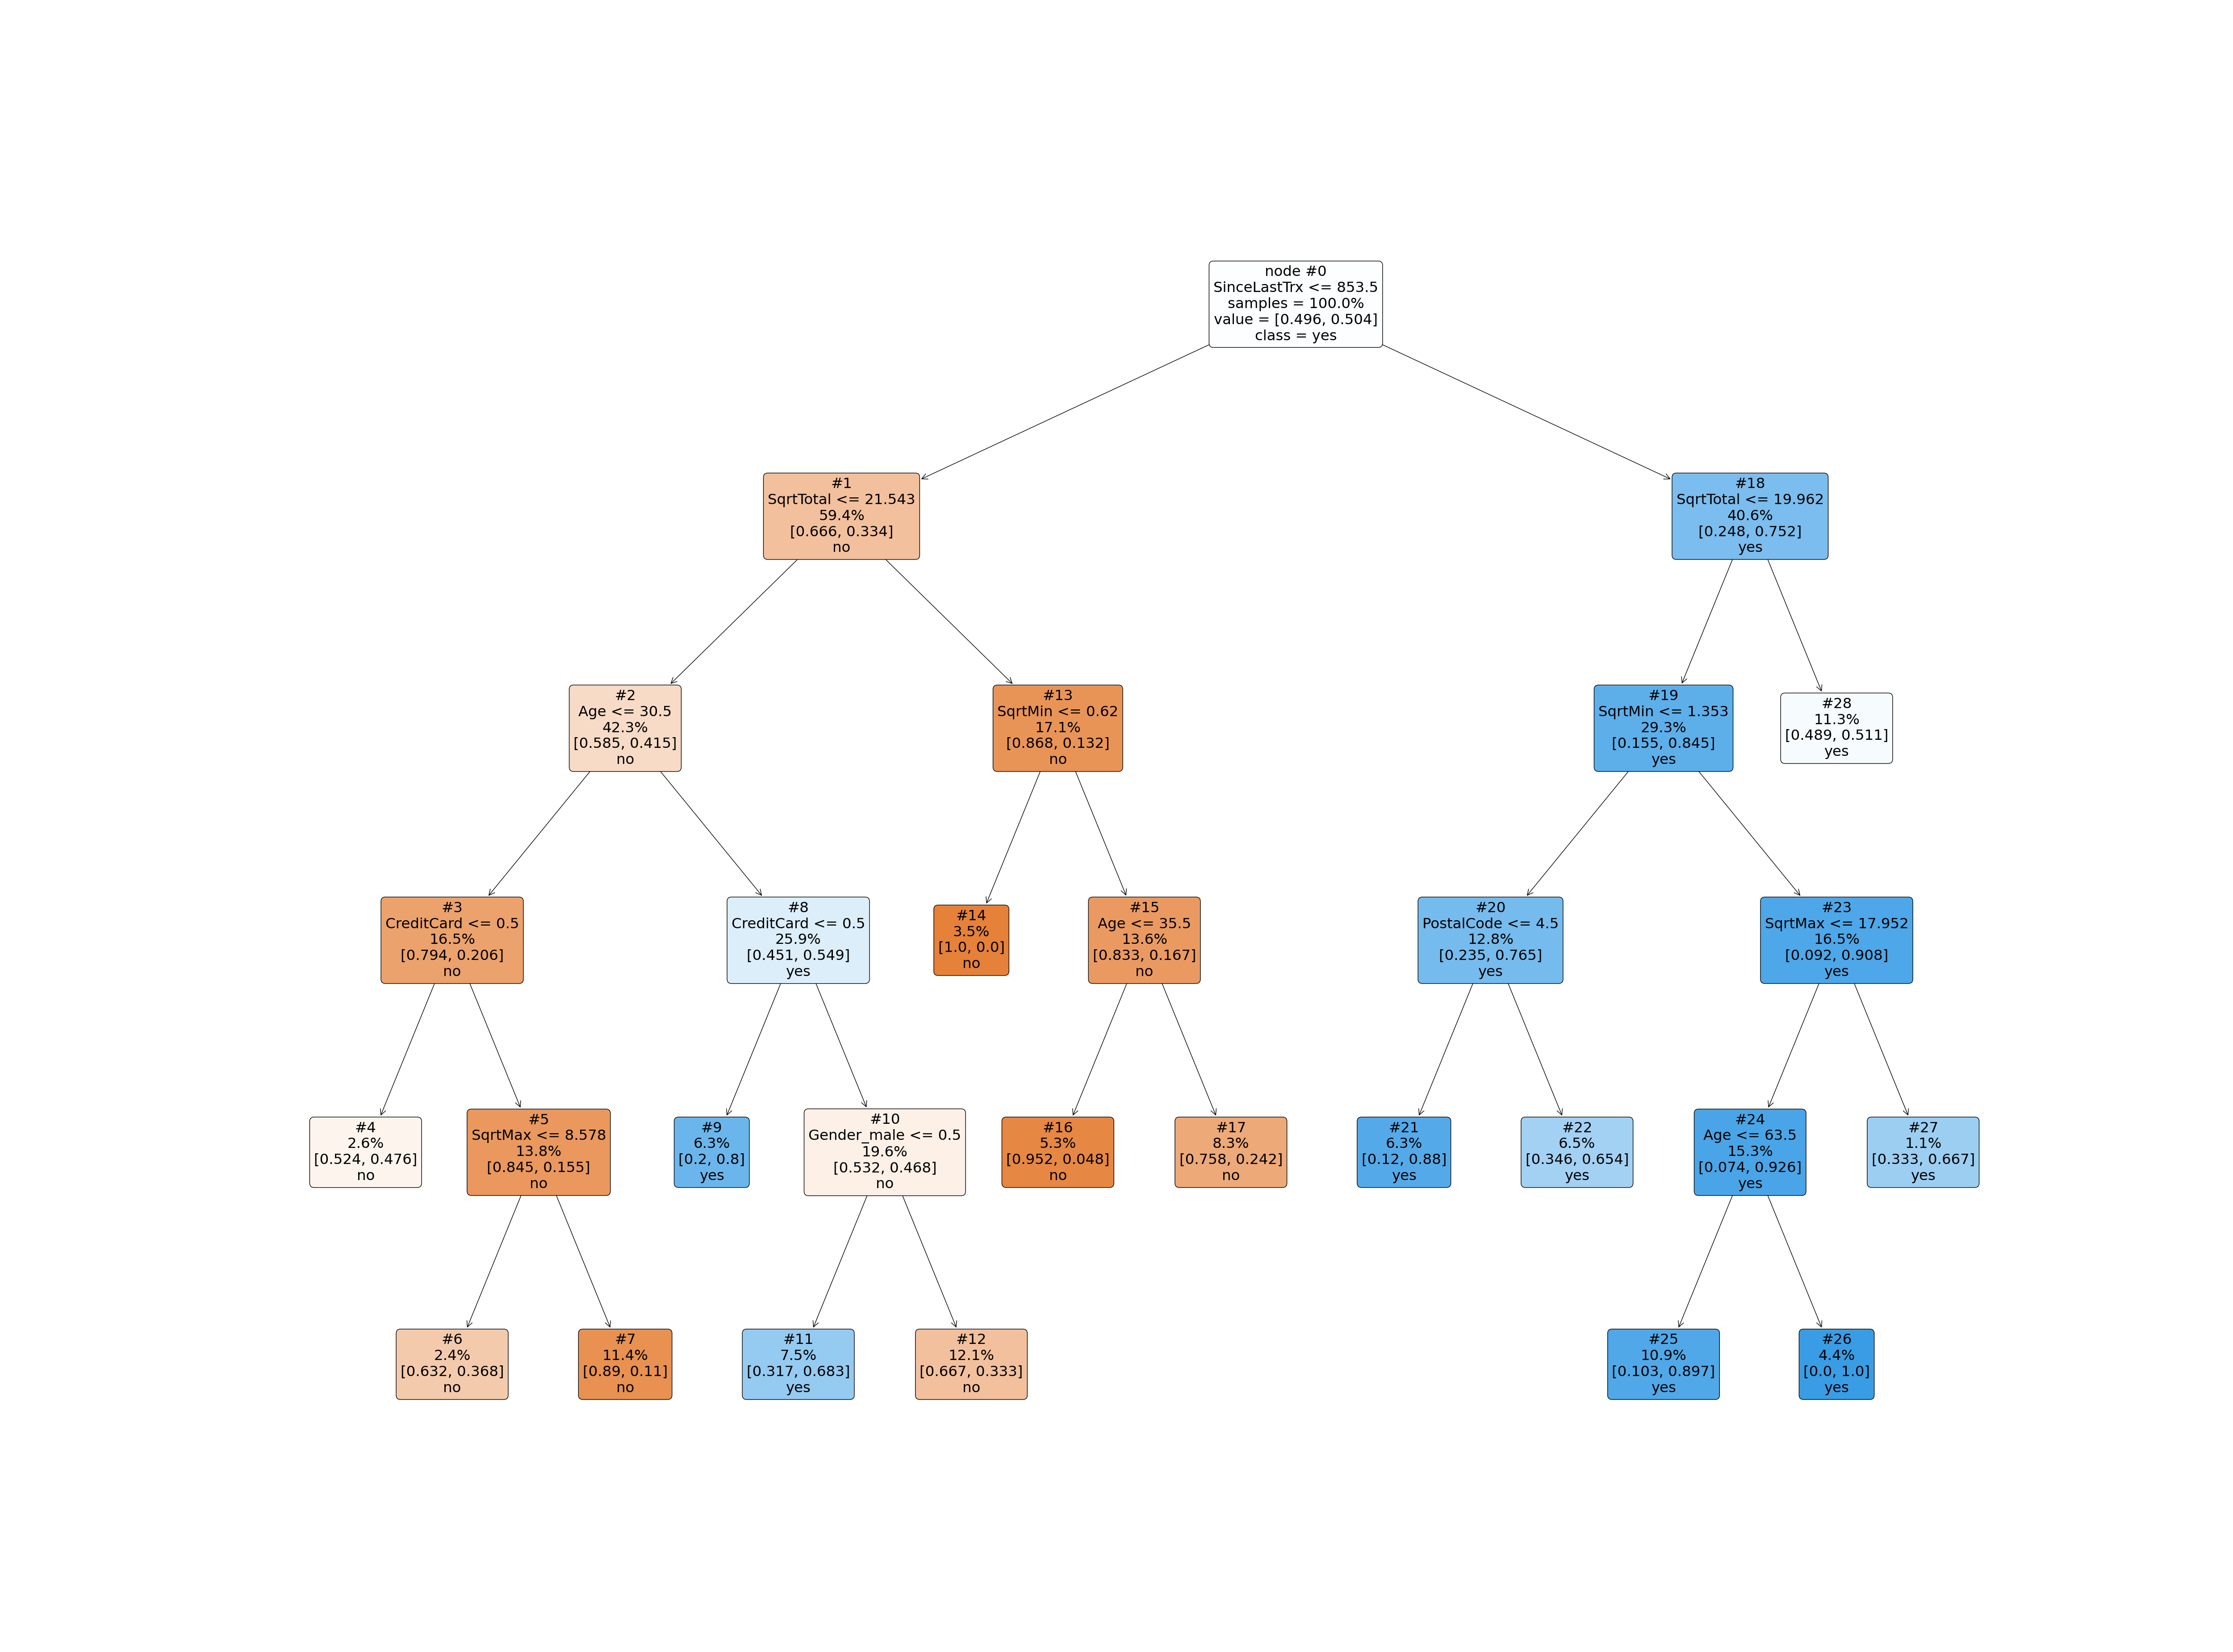 node #0
SinceLastTrx <= 853.5
samples = 100.0%
value = [0.496, 0.504]
class = yes
#1
SqrtTotal <= 21.543
59.4%
[0.666, 0.334]
no
#18
SqrtTotal <= 19.962
40.6%
[0.248, 0.752]
yes
#2
Age <= 30.5
42.3%
[0.585, 0.415]
no
#13
SqrtMin <= 0.62
17.1%
[0.868, 0.132]
no
#19
SqrtMin <= 1.353
29.3%
[0.155, 0.845]
yes
#28
11.3%
[0.489, 0.511]
yes
#3
CreditCard <= 0.5
16.5%
[0.794, 0.206]
no
#8
CreditCard <= 0.5
25.9%
[0.451, 0.549]
yes
#14
3.5%
[1.0, 0.0]
no
#15
Age <= 35.5
13.6%
[0.833, 0.167]
no
#20
PostalCode <= 4.5
12.8%
[0.235, 0.765]
yes
#23
SqrtMax <= 17.952
16.5%
[0.092, 0.908]
yes
#4
2.6%
[0.524, 0.476]
no
#5
SqrtMax <= 8.578
13.8%
[0.845, 0.155]
no
#9
6.3%
[0.2, 0.8]
yes
#10
Gender_male <= 0.5
19.6%
[0.532, 0.468]
no
#16
5.3%
[0.952, 0.048]
no
#17
8.3%
[0.758, 0.242]
no
#21
6.3%
[0.12, 0.88]
yes
#22
6.5%
[0.346, 0.654]
yes
#24
Age <= 63.5
15.3%
[0.074, 0.926]
yes
#27
1.1%
[0.333, 0.667]
yes
#6
2.4%
[0.632, 0.368]
no
#7
11.4%
[0.89, 0.11]
no
#11
7.5%
[0.317, 0.683]
yes
#12
12.1%
[0.667, 0.333]
no
#25
10.9%
[0.103, 0.897]
yes
#26
4.4%
[0.0, 1.0]
yes